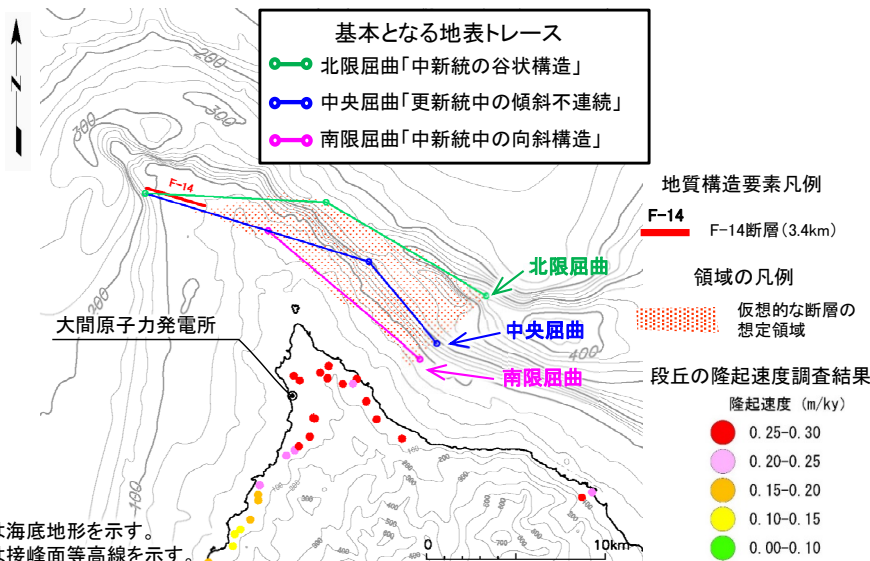 基本となる地表トレース
北限屈曲「中新統の谷状構造」
中央屈曲「更新統中の傾斜不連続」
南限屈曲「中新統中の向斜構造」
N
200
300
300
F-14
200
地質構造要素凡例
F-14
F-14断層(3.4km)
北限屈曲
領域の凡例
仮想的な断層の
想定領域
大間原子力発電所
中央屈曲
400
南限屈曲
段丘の隆起速度調査結果
隆起速度 (m/ky)
0.25-0.30
0.20-0.25
0.15-0.20
0.10-0.15
0.00-0.10
100
は海底地形を示す。
は接峰面等高線を示す。
0
10km